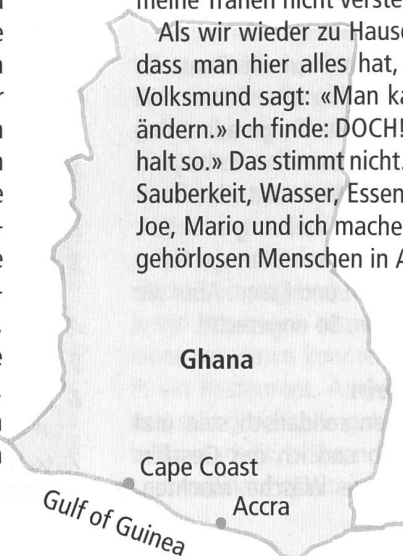 meine Tränen nicht verste
Als wir wieder zu Hause
dass man hier alles hat,
Volksmund sagt: «Man ka
ändern.» Ich finde: DOCH!
halt so.» Das stimmt nicht.
Sauberkeit, Wasser, Essen
Joe, Mario und ich mache
gehörlosen Menschen in A
Ghana
Cape Coast
Accra
Gulf of Guinea